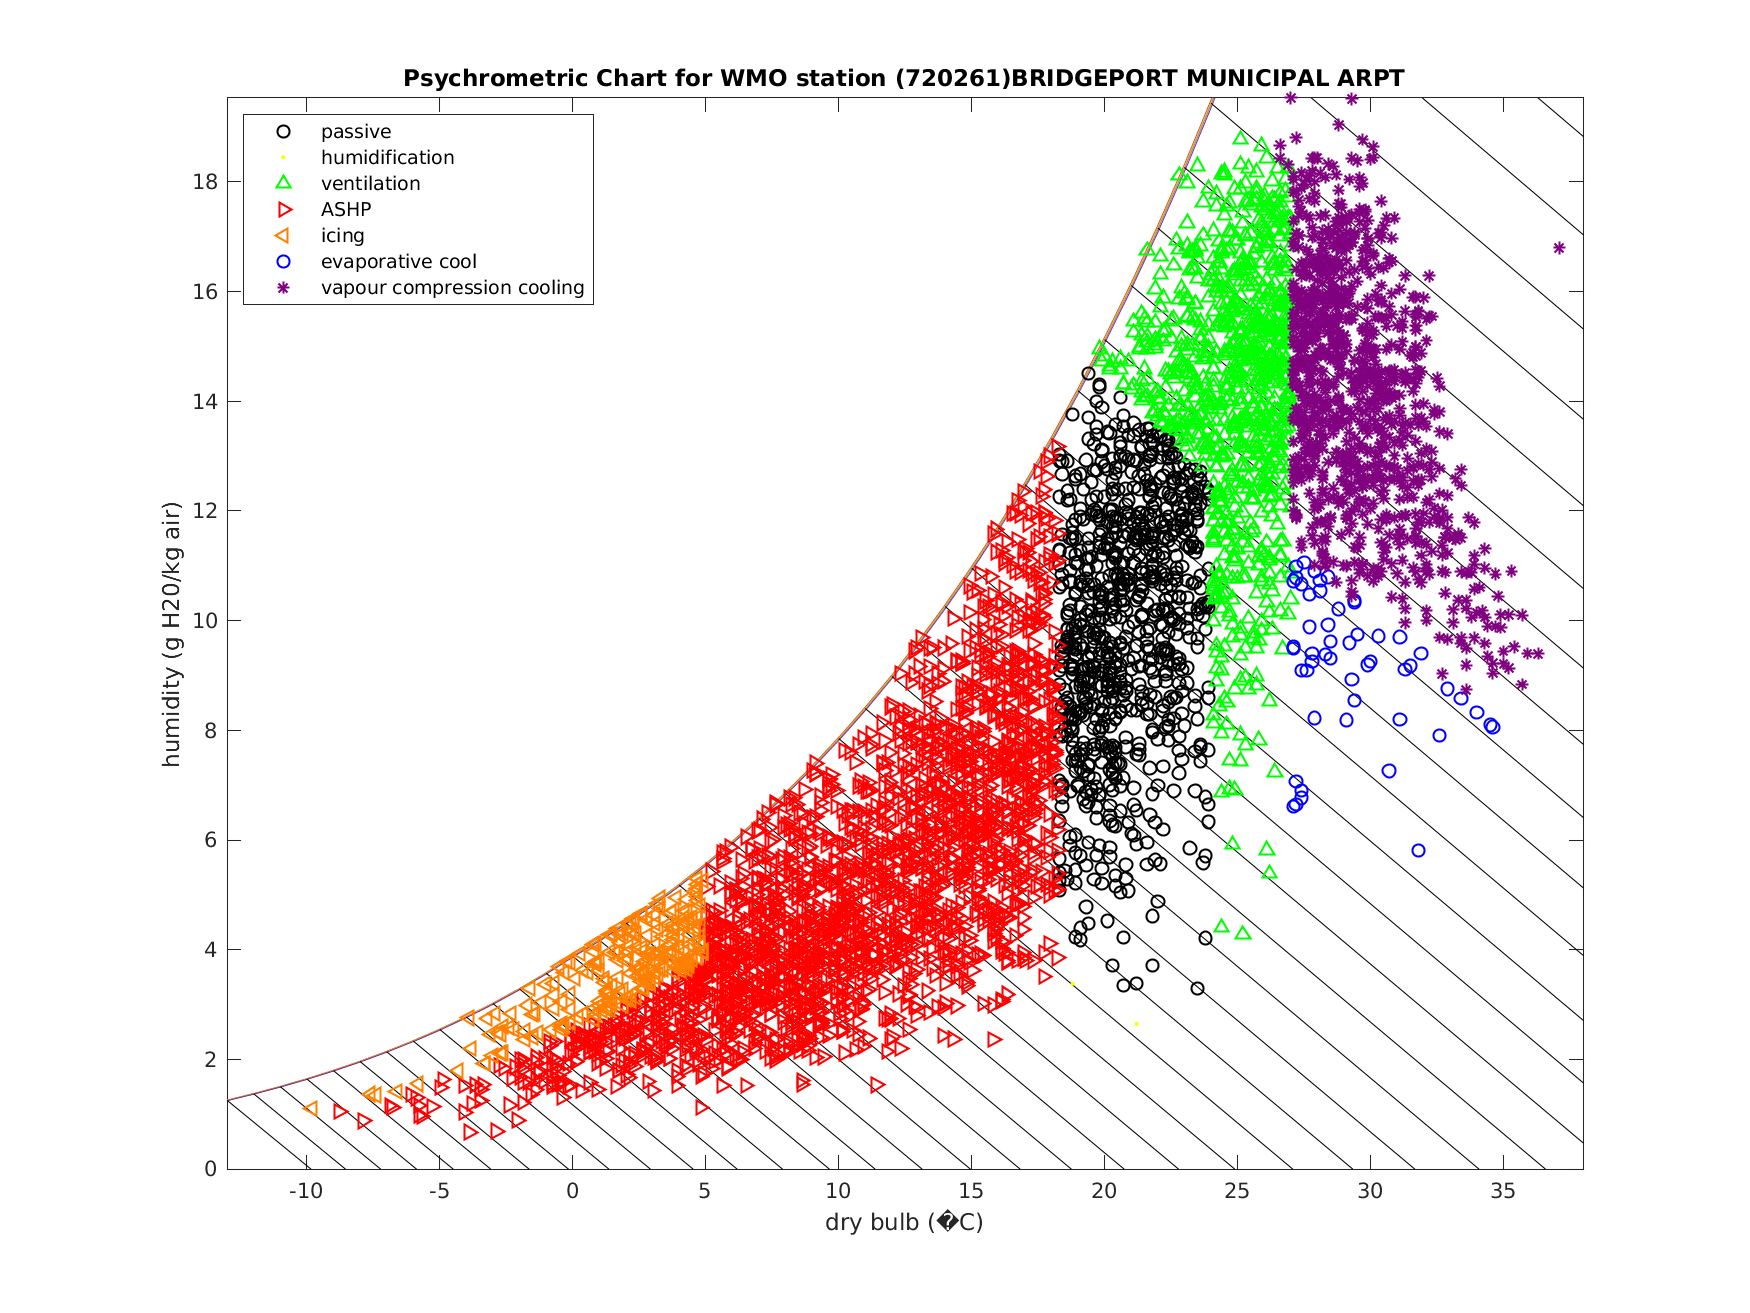 Psychrometric Chart for WMO station (720261)BRIDGEPORT MUNICIPAL ARPT
passive
humidification
ventilation
ASHP
icing
evaporative cool
vapour compression cooling
humidity (g H20/kg air)
18
16
14
12
10
8
6
4
2
0
-10 -5 0 5 10 15 20 25 30 35
dry bulb (�C)